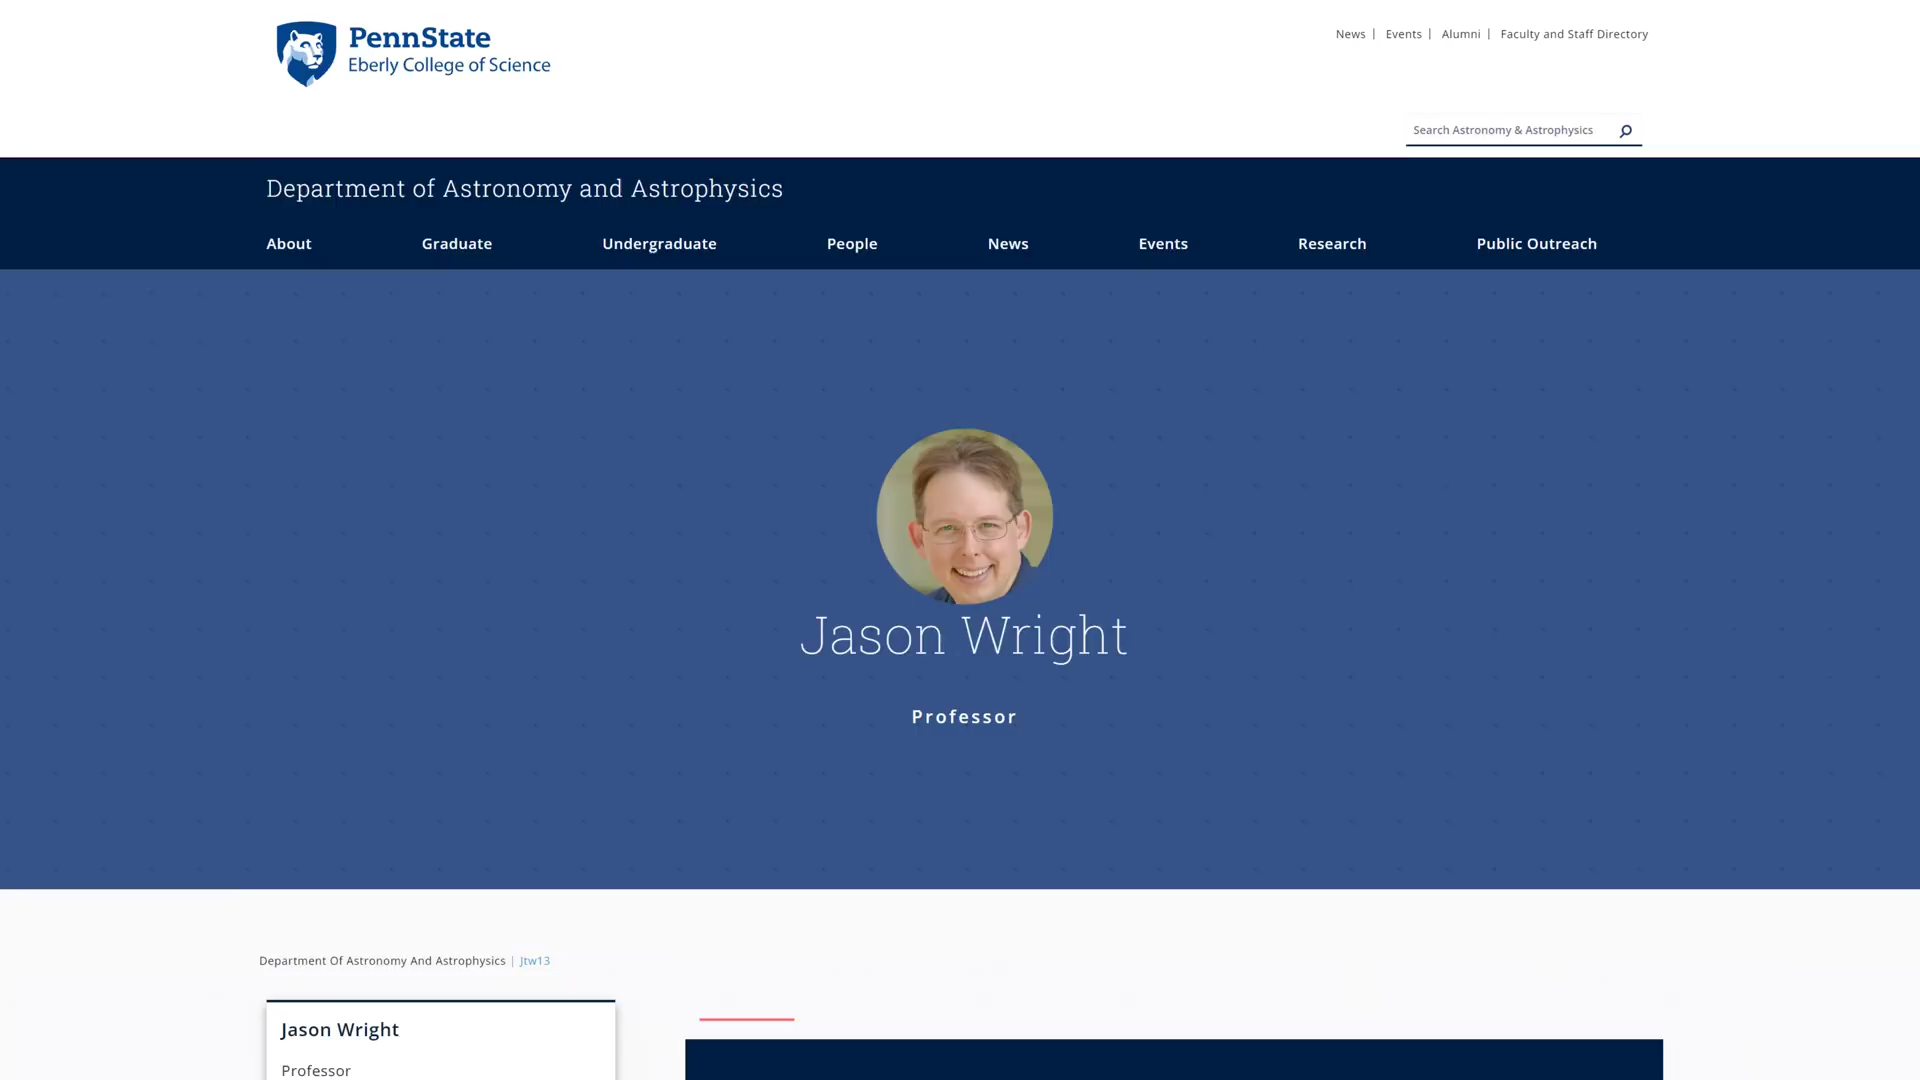 PennState
Eberly College of Science
News | Events | Alumni | Faculty and Staff Directory
Search Astronomy & Astrophysics
Department of Astronomy and Astrophysics
About Graduate Undergraduate People News Events Research Public Outreach
Jason Wright
Professor
Department Of Astronomy And Astrophysics | Jtw13
Jason Wright
Professor